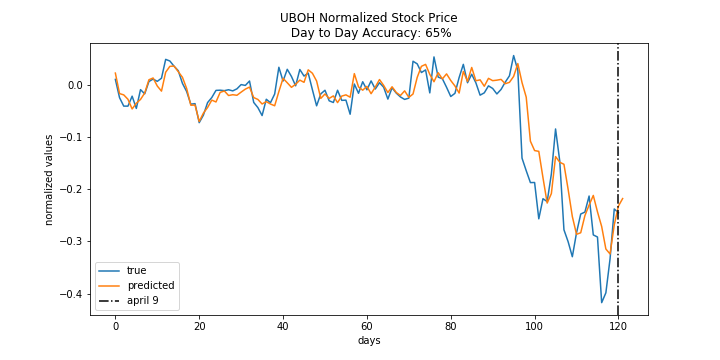 UBOH Normalized Stock Price
Day to Day Accuracy: 65%
normalized values
0.0
−0.1
−0.2
−0.3
−0.4
true
predicted
april 9
0
20
40
60
80
100
120
days